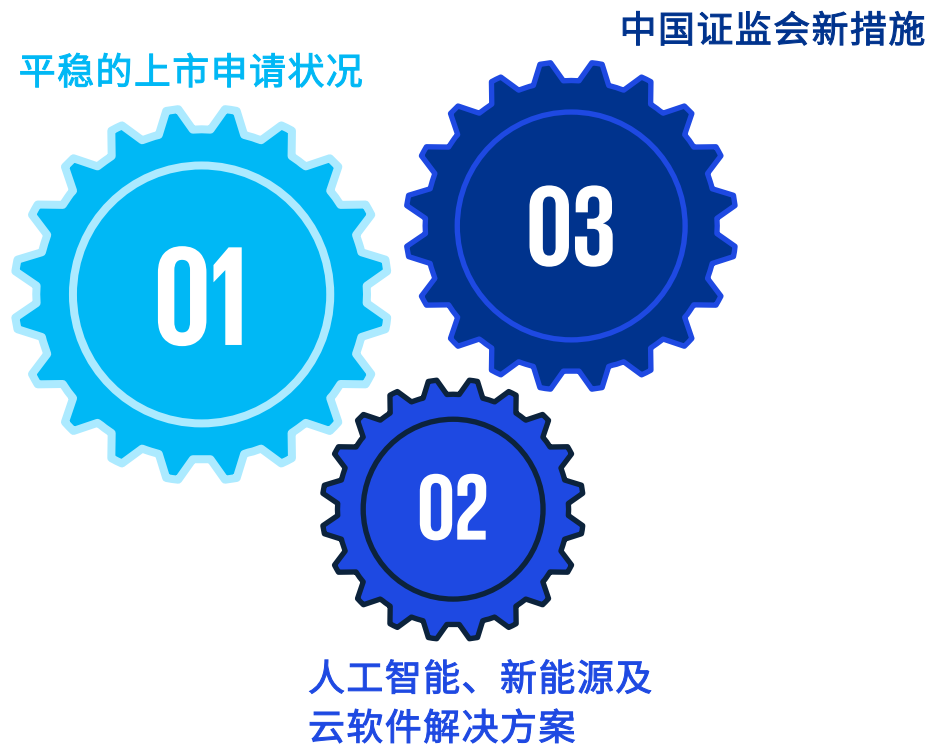 中国证监会新措施
平稳的上市申请状况
03
01
02
人工智能、新能源及
云软件解决方案